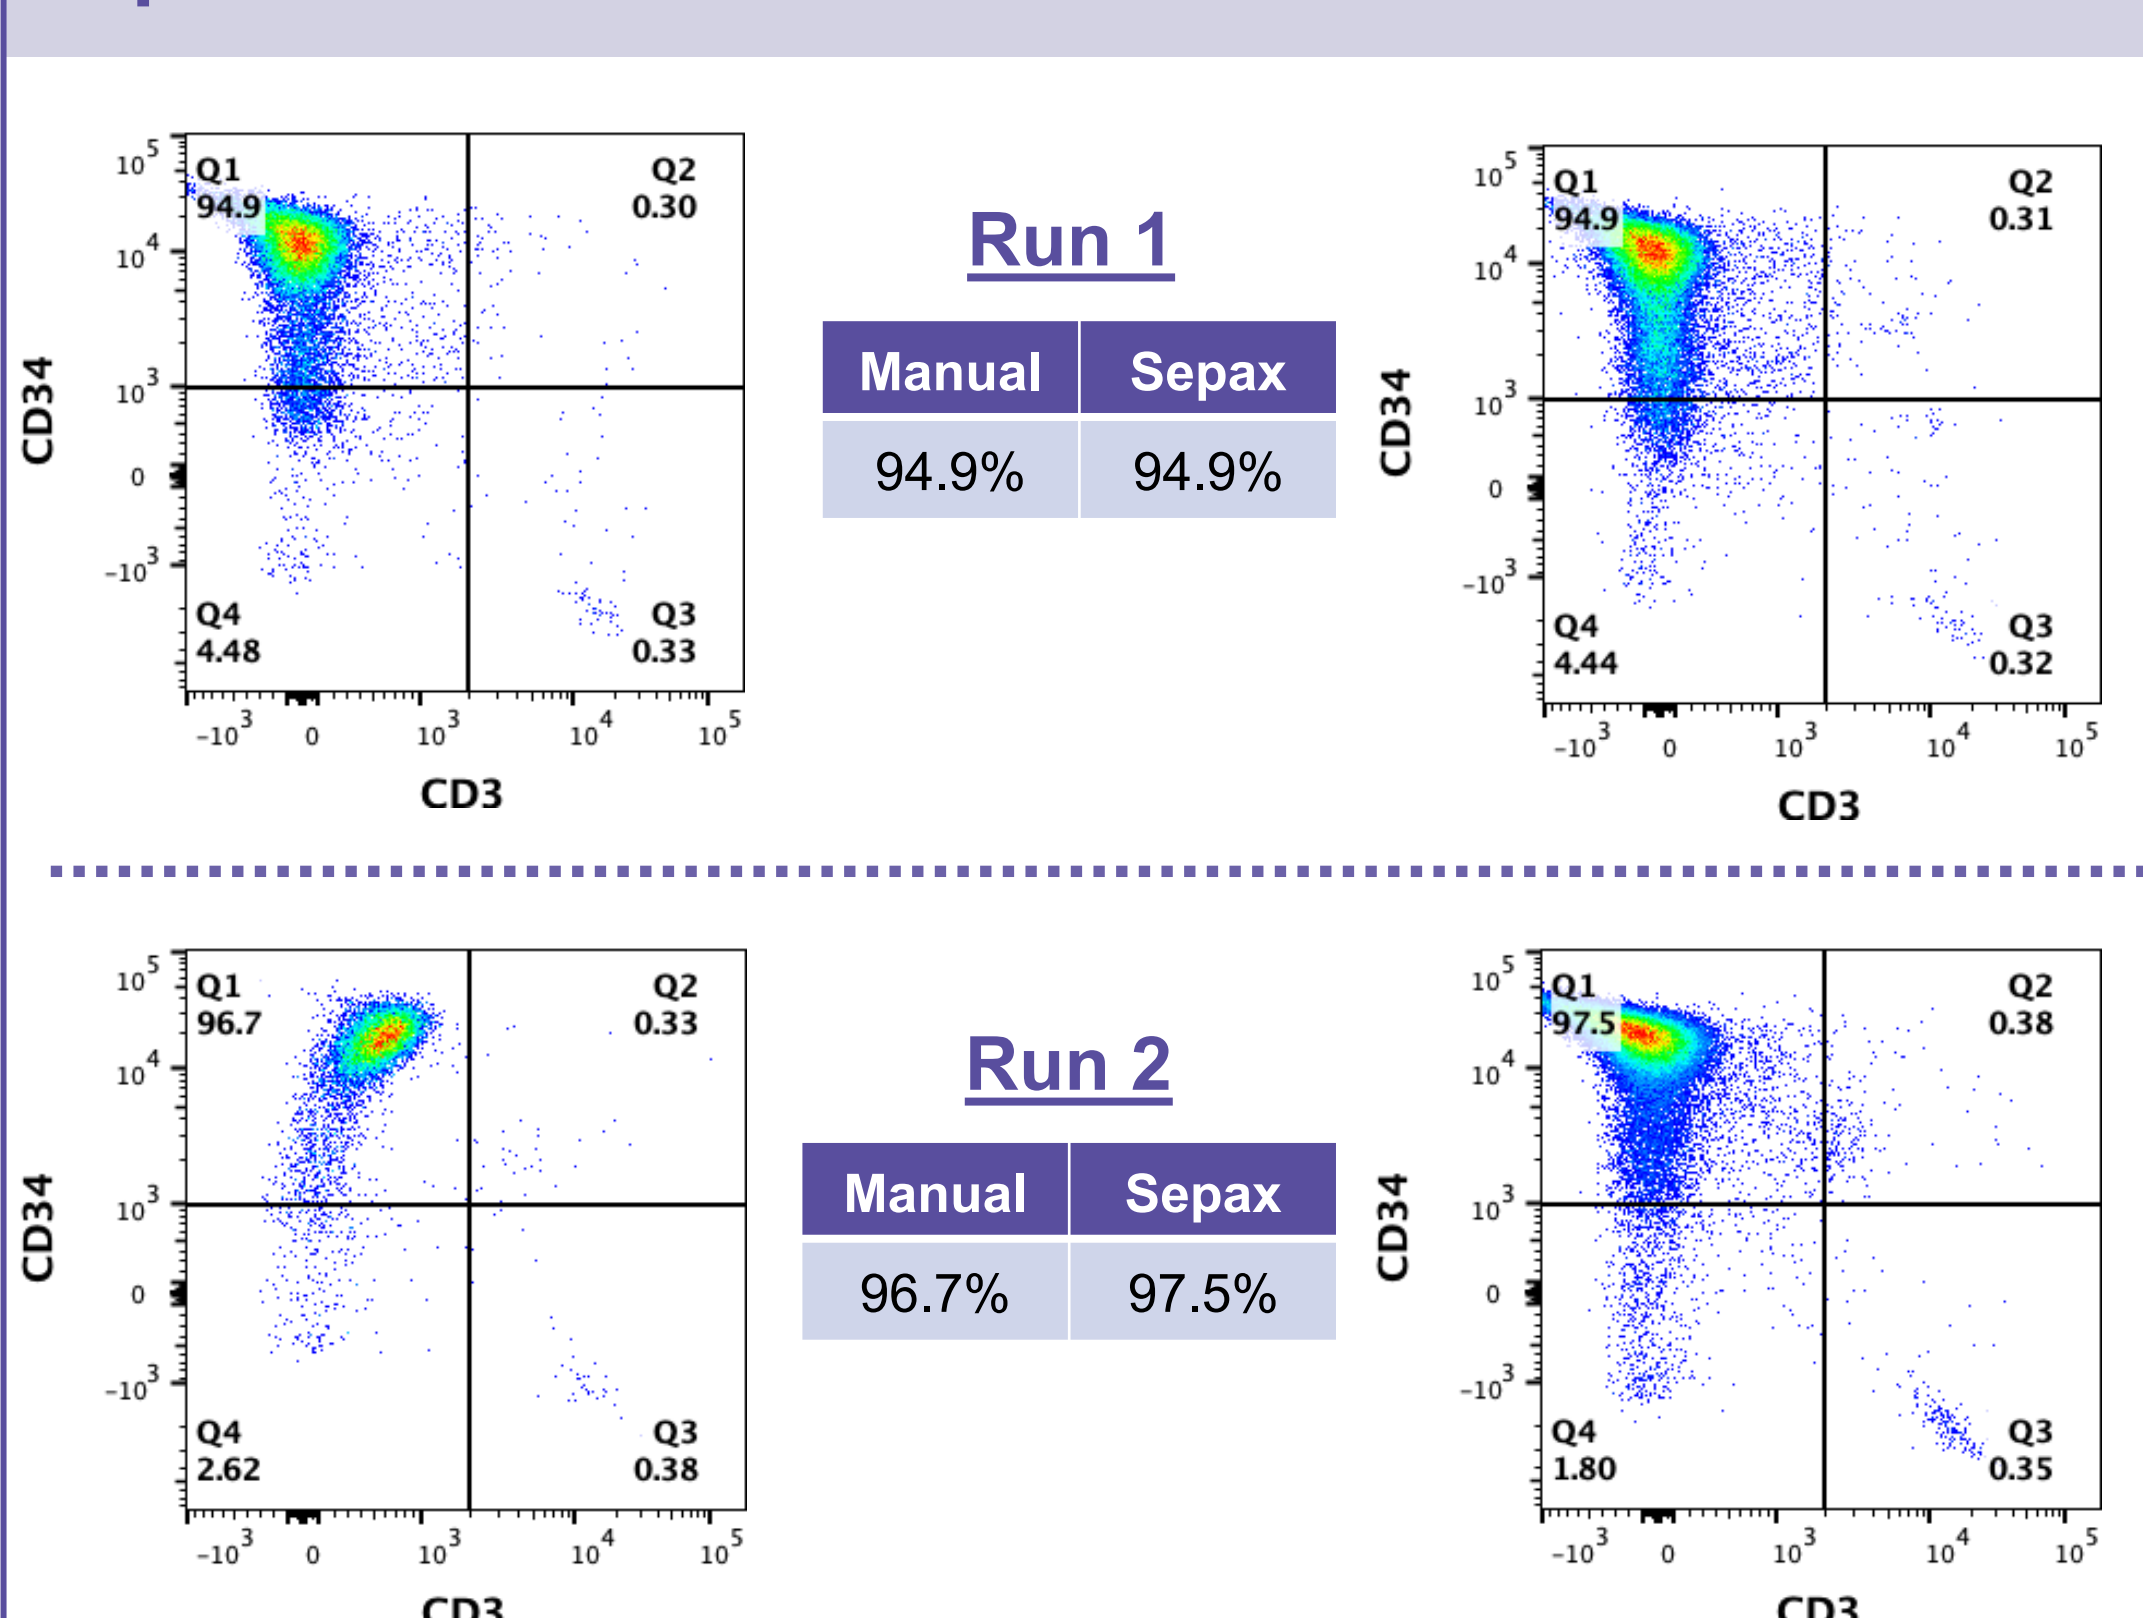 Q1
94.9
Q2
0.30
Q4
4.48
Q3
0.33
10^5
10^4
10^3
0
-10^3
CD34
-10^3 0 10^3 10^4 10^5
CD3
Run 1
Manual Sepax
94.9% 94.9%
Q1
94.9
Q2
0.31
Q4
4.44
Q3
0.32
10^5
10^4
10^3
0
-10^3
CD34
-10^3 0 10^3 10^4 10^5
CD3
Q1
96.7
Q2
0.33
Q4
2.62
Q3
0.38
10^5
10^4
10^3
0
-10^3
CD34
-10^3 0 10^3 10^4 10^5
CD3
Run 2
Manual Sepax
96.7% 97.5%
Q1
97.5
Q2
0.38
Q4
1.80
Q3
0.35
10^5
10^4
10^3
0
-10^3
CD34
-10^3 0 10^3 10^4 10^5
CD3